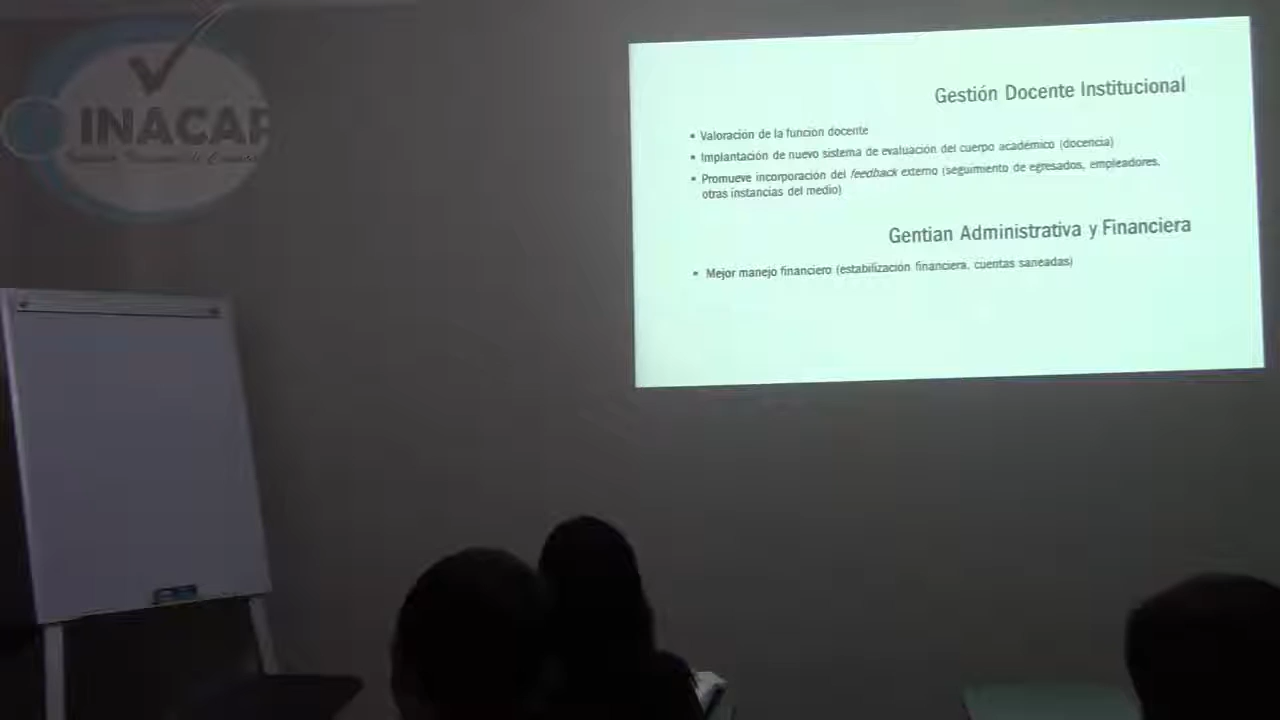 INACAP
Gestión Docente Institucional
• Valoración de la función docente
• Implantación de nuevo sistema de evaluación del cuerpo académico (docencia)
• Promueve incorporación del feedback externo (seguimiento de egresados, empleadores,
otras instancias del medio)
Gentian Administrativa y Financiera
• Mejor manejo financiero (estabilización financiera, cuentas saneadas)